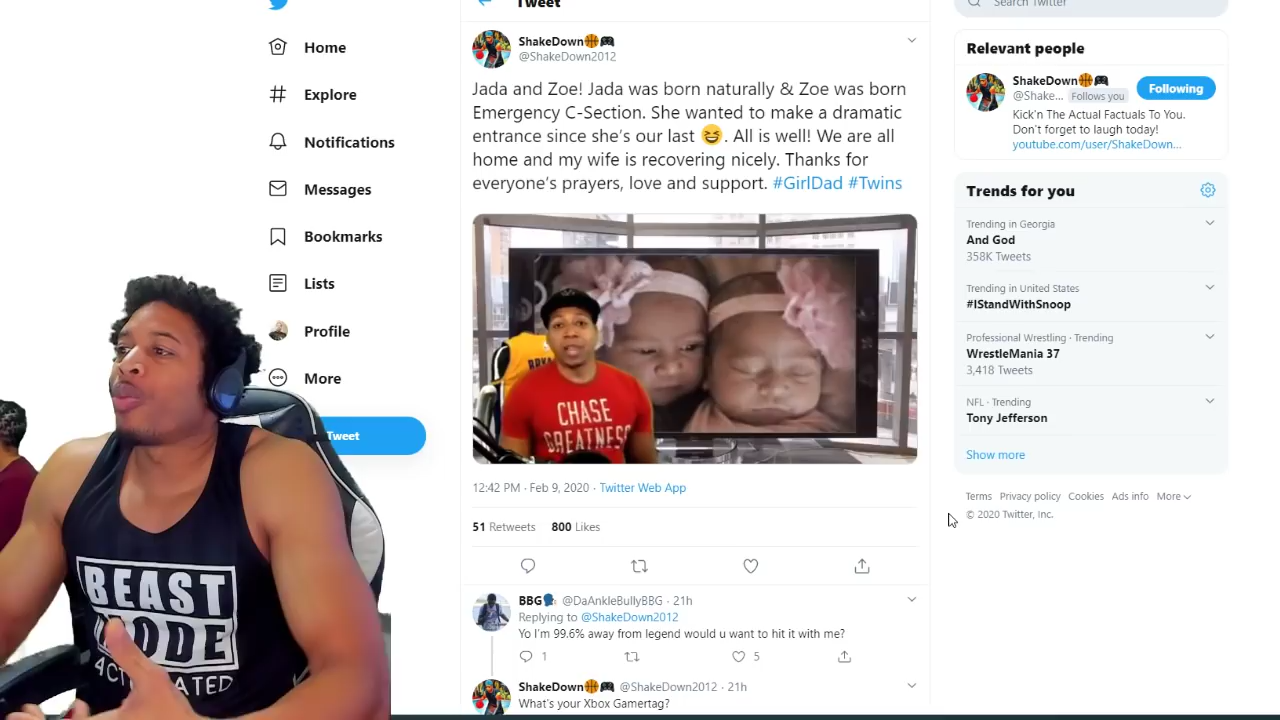 Tweet
Search Twitter
Home
Explore
Notifications
Messages
Bookmarks
Lists
Profile
More
Tweet
ShakeDown🏀🎮
@ShakeDown2012
Jada and Zoe! Jada was born naturally & Zoe was born
Emergency C-Section. She wanted to make a dramatic
entrance since she's our last 😆. All is well! We are all
home and my wife is recovering nicely. Thanks for
everyone's prayers, love and support. #GirlDad #Twins
CHASE
GREATNESS
12:42 PM · Feb 9, 2020 · Twitter Web App
51 Retweets 800 Likes
BBG🗣 @DaAnkleBullyBBG · 21h
Replying to @ShakeDown2012
Yo I'm 99.6% away from legend would u want to hit it with me?
1
5
ShakeDown🏀🎮 @ShakeDown2012 · 21h
What's your Xbox Gamertag?
Relevant people
ShakeDown🏀🎮
@Shake... Follows you
Following
Kick'n The Actual Factuals To You.
Don't forget to laugh today!
youtube.com/user/ShakeDown...
Trends for you
Trending in Georgia
And God
358K Tweets
Trending in United States
#IStandWithSnoop
Professional Wrestling · Trending
WrestleMania 37
3,418 Tweets
NFL · Trending
Tony Jefferson
Show more
Terms Privacy policy Cookies Ads info More
© 2020 Twitter, Inc.
BEAST
MODE
ACTIVATED